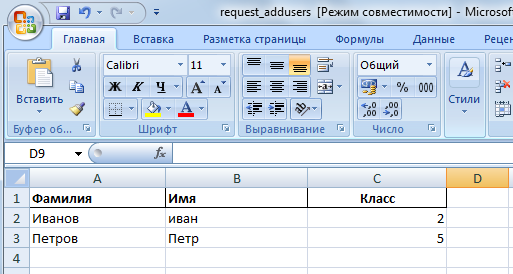 request_addusers [Режим совместимости] - Microsoft
Главная Вставка Разметка страницы Формулы Данные Рецен
Calibri 11 Общий
Вставить Ж К Ч A A % 000 Стили
,0 ,00 ,00 ,0
Буфер об... Шрифт Выравнивание Число
D9 fx
A B C D
1 Фамилия Имя Класс
2 Иванов иван 2
3 Петров Петр 5
4